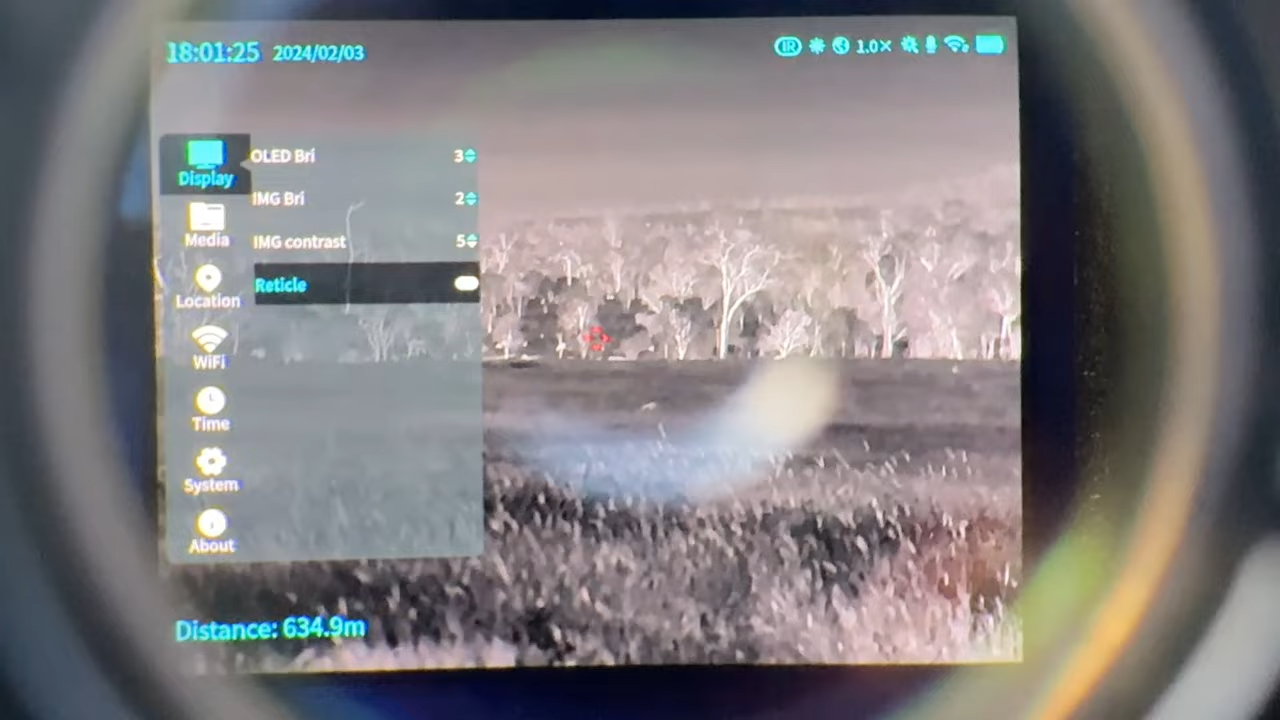 18:01:25 2024/02/03
IR 1.0×
Display
OLED Bri 3
IMG Bri 2
Media
IMG contrast 5
Reticle
Location
WiFi
Time
System
About
Distance: 634.9m